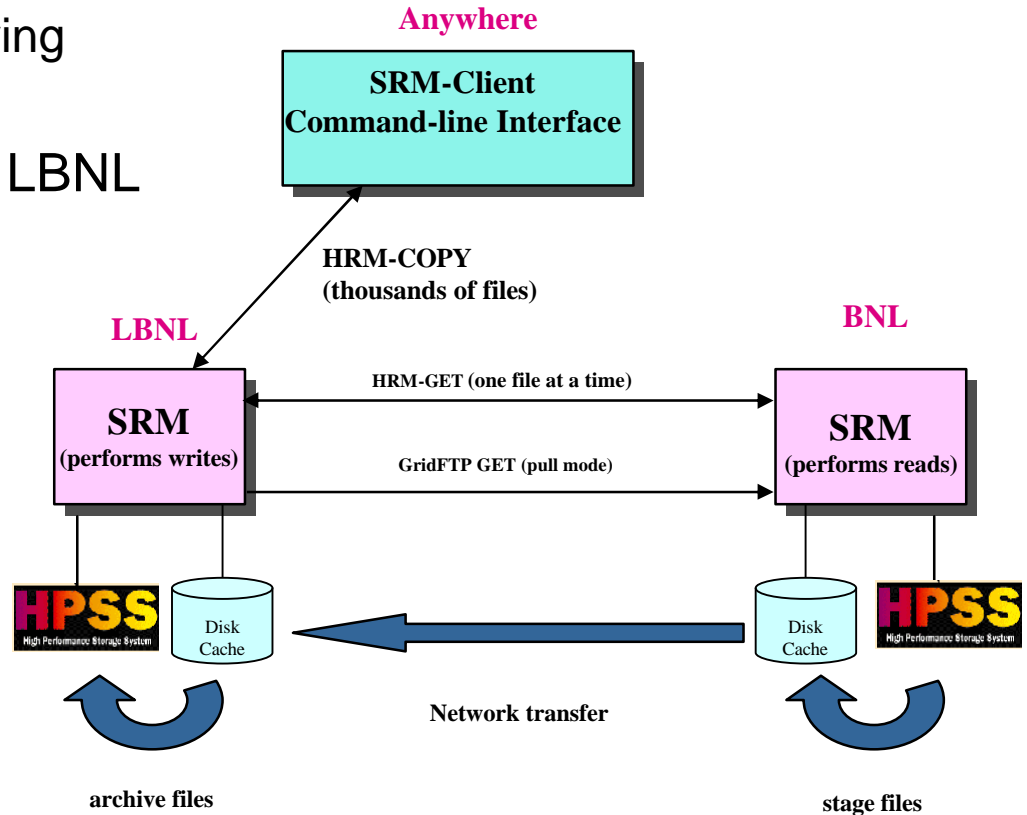 ing
LBNL
Anywhere
SRM-Client
Command-line Interface
HRM-COPY
(thousands of files)
LBNL
BNL
SRM
(performs writes)
HRM-GET (one file at a time)
GridFTP GET (pull mode)
SRM
(performs reads)
HPSS
High Performance Storage System
Disk
Cache
Disk
Cache
HPSS
High Performance Storage System
Network transfer
archive files
stage files